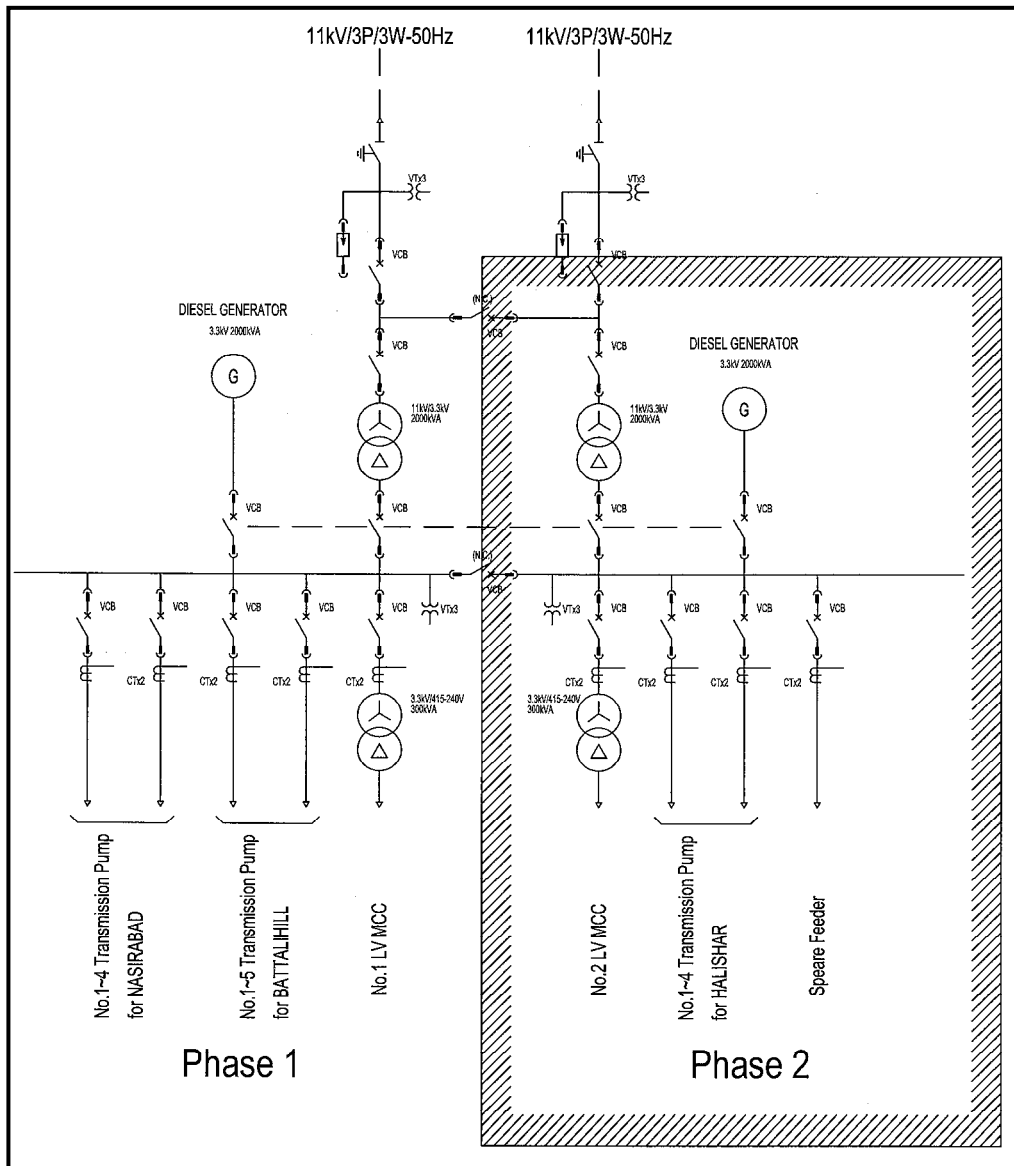 11kV/3P/3W-50Hz
11kV/3P/3W-50Hz
VTx3
VTx3
VCB
VCB
DIESEL GENERATOR
3.3kV 2000kVA
G
(N.C.)
VCB
VCB
VCB
DIESEL GENERATOR
3.3kV 2000kVA
G
11kV/3.3kV
2000kVA
11kV/3.3kV
2000kVA
VCB
VCB
VCB
VCB
(N.C.)
VCB
VCB
VCB
VCB
VCB
VCB
VTx3
VTx3
VCB
VCB
VCB
VCB
CTx2
CTx2
CTx2
CTx2
CTx2
CTx2
CTx2
CTx2
CTx2
3.3kV/415-240V
300kVA
3.3kV/415-240V
300kVA
No.1~4 Transmission Pump
for NASIRABAD
No.1~5 Transmission Pump
for BATTALIHILL
No.1 LV MCC
No.2 LV MCC
No.1~4 Transmission Pump
for HALISHAR
Speare Feeder
Phase 1
Phase 2